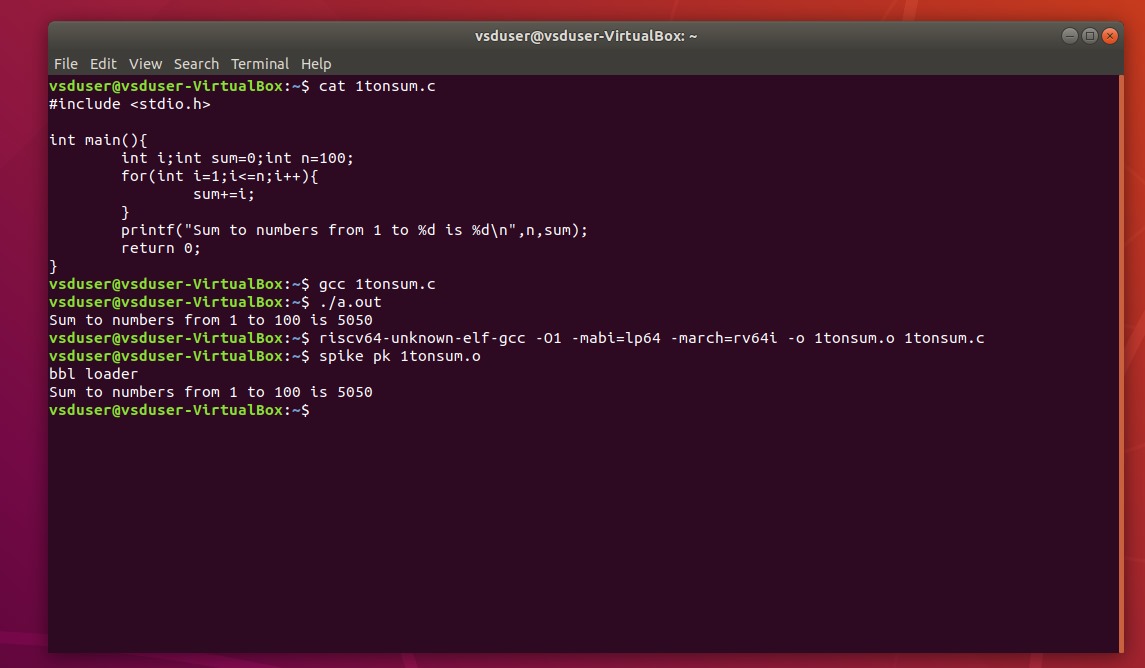 vsduser@vsduser-VirtualBox: ~
File Edit View Search Terminal Help
vsduser@vsduser-VirtualBox:~$ cat 1tonsum.c
#include <stdio.h>

int main(){
        int i;int sum=0;int n=100;
        for(int i=1;i<=n;i++){
                sum+=i;
        }
        printf("Sum to numbers from 1 to %d is %d\n",n,sum);
        return 0;
}
vsduser@vsduser-VirtualBox:~$ gcc 1tonsum.c
vsduser@vsduser-VirtualBox:~$ ./a.out
Sum to numbers from 1 to 100 is 5050
vsduser@vsduser-VirtualBox:~$ riscv64-unknown-elf-gcc -O1 -mabi=lp64 -march=rv64i -o 1tonsum.o 1tonsum.c
vsduser@vsduser-VirtualBox:~$ spike pk 1tonsum.o
bbl loader
Sum to numbers from 1 to 100 is 5050
vsduser@vsduser-VirtualBox:~$